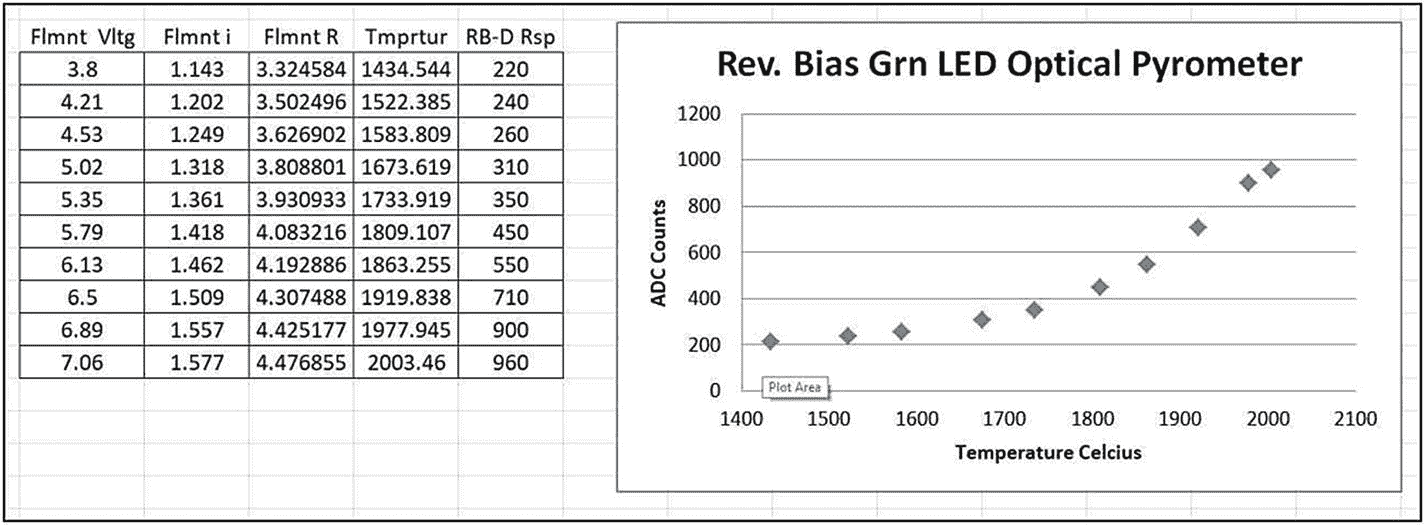 Flmnt Vltg Flmnt i Flmnt R Tmprtur RB-D Rsp
3.8 1.143 3.324584 1434.544 220
4.21 1.202 3.502496 1522.385 240
4.53 1.249 3.626902 1583.809 260
5.02 1.318 3.808801 1673.619 310
5.35 1.361 3.930933 1733.919 350
5.79 1.418 4.083216 1809.107 450
6.13 1.462 4.192886 1863.255 550
6.5 1.509 4.307488 1919.838 710
6.89 1.557 4.425177 1977.945 900
7.06 1.577 4.476855 2003.46 960
Rev. Bias Grn LED Optical Pyrometer
ADC Counts
1200
1000
800
600
400
200
0
Plot Area
1400 1500 1600 1700 1800 1900 2000 2100
Temperature Celcius